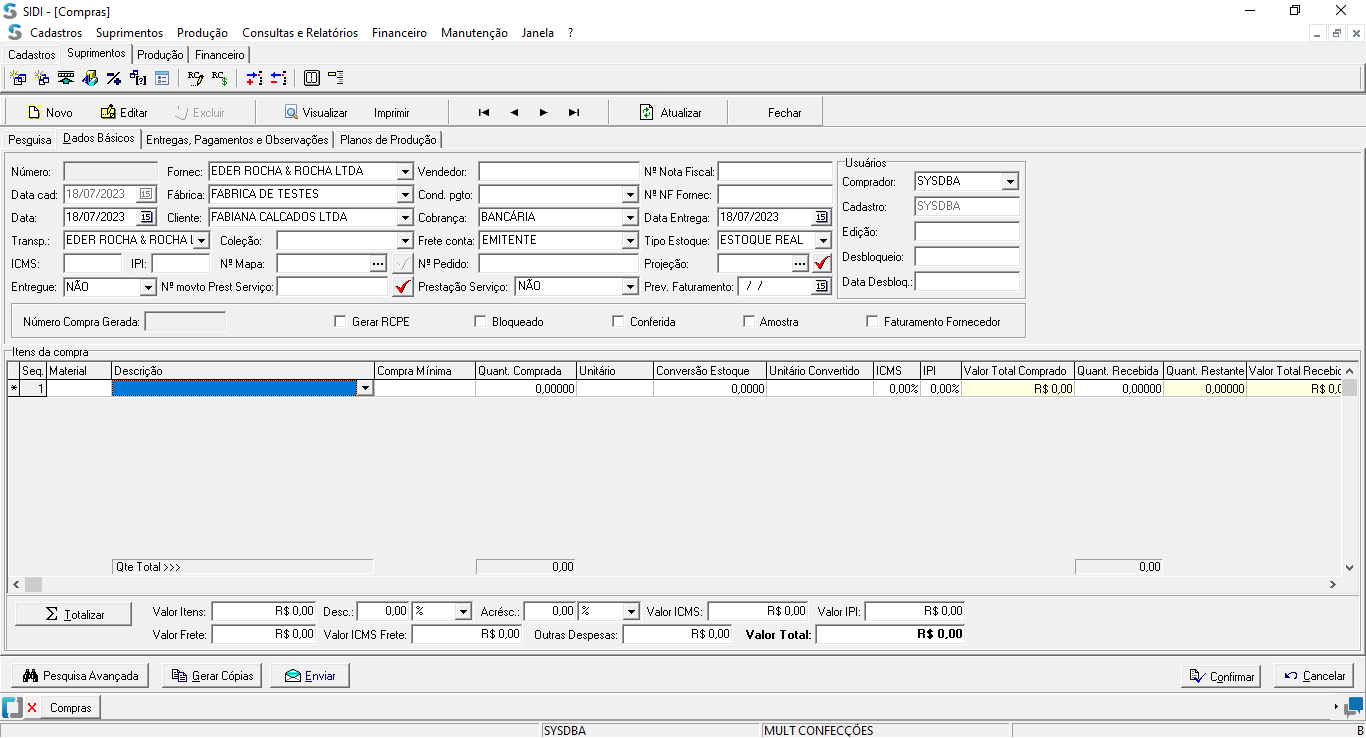 SIDI - [Compras]
Cadastros Suprimentos Produção Consultas e Relatórios Financeiro Manutenção Janela ?
Cadastros Suprimentos Produção Financeiro
Novo Editar Excluir Visualizar Imprimir Atualizar Fechar
Pesquisa Dados Básicos Entregas, Pagamentos e Observações Planos de Produção
Usuários
Número: Fornec: EDER ROCHA & ROCHA LTDA Vendedor: Nº Nota Fiscal: Comprador: SYSDBA
Data cad: 18/07/2023 15 Fábrica: FABRICA DE TESTES Cond. pgto: Nº NF Fornec: Cadastro: SYSDBA
Data: 18/07/2023 15 Cliente: FABIANA CALCADOS LTDA Cobrança: BANCÁRIA Data Entrega: 18/07/2023 15 Edição:
Transp.: EDER ROCHA & ROCHA L Coleção: Frete conta: EMITENTE Tipo Estoque: ESTOQUE REAL
ICMS: IPI: Nº Mapa: ... Nº Pedido: Projeção: ... Desbloqueio:
Entregue: NÃO Nº movto Prest Serviço: Prestação Serviço: NÃO Prev. Faturamento: / / 15 Data Desbloq.:
Número Compra Gerada: Gerar RCPE Bloqueado Conferida Amostra Faturamento Fornecedor
Itens da compra
Seq. Material Descrição Compra Mínima Quant. Comprada Unitário Conversão Estoque Unitário Convertido ICMS IPI Valor Total Comprado Quant. Recebida Quant. Restante Valor Total Recebid
* 1 0,00000 0,0000 0,00% 0,00% R$ 0,00 0,00000 0,00000 R$ 0,0
Qte Total >>> 0,00 0,00
Σ Totalizar Valor Itens: R$ 0,00 Desc.: 0,00 % Acrésc.: 0,00 % Valor ICMS: R$ 0,00 Valor IPI: R$ 0,00
Valor Frete: R$ 0,00 Valor ICMS Frete: R$ 0,00 Outras Despesas: R$ 0,00 Valor Total: R$ 0,00
Pesquisa Avançada Gerar Cópias Enviar Confirmar Cancelar
Compras
SYSDBA MULT CONFECÇÕES B